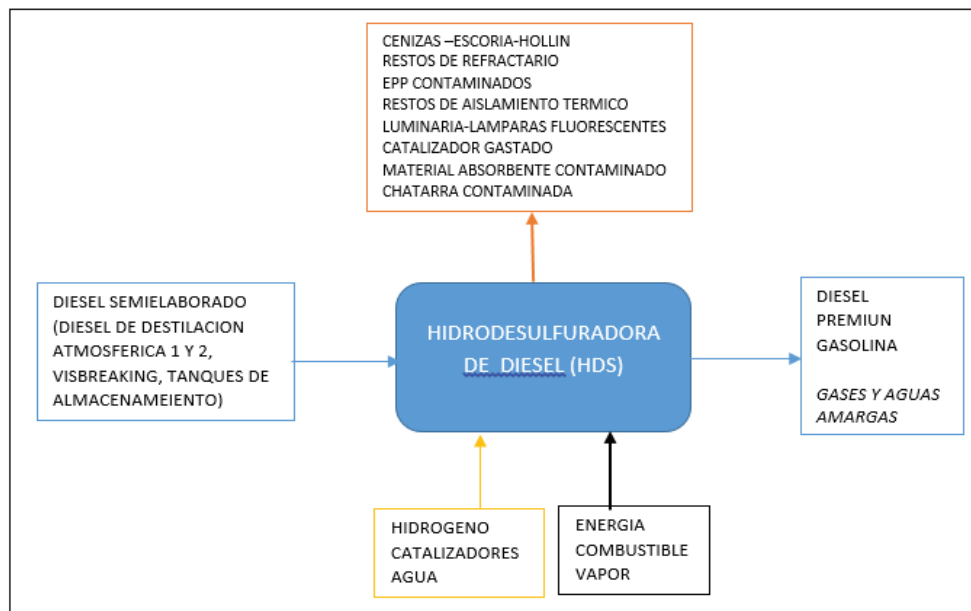 CENIZAS –ESCORIA-HOLLIN
RESTOS DE REFRACTARIO
EPP CONTAMINADOS
RESTOS DE AISLAMIENTO TERMICO
LUMINARIA-LAMPARAS FLUORESCENTES
CATALIZADOR GASTADO
MATERIAL ABSORBENTE CONTAMINADO
CHATARRA CONTAMINADA
DIESEL SEMIELABORADO
(DIESEL DE DESTILACION
ATMOSFERICA 1 Y 2,
VISBREAKING, TANQUES DE
ALMACENAMEIENTO)
HIDRODESULFURADORA
DE DIESEL (HDS)
DIESEL
PREMIUN
GASOLINA
GASES Y AGUAS
AMARGAS
HIDROGENO
CATALIZADORES
AGUA
ENERGIA
COMBUSTIBLE
VAPOR